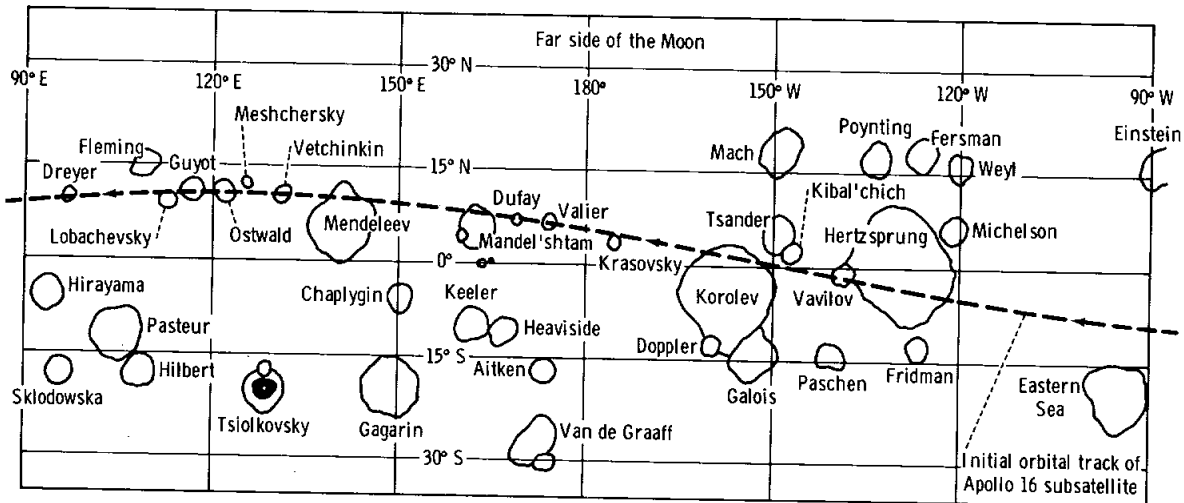 Far side of the Moon
30° N
90° E
120° E
150° E
180°
150° W
120° W
90° W
Meshchersky
Poynting
Fersman
Einstein
Fleming
Guyot
Vetchinkin
Mach
15° N
Weyl
Dreyer
Kibal'chich
Dufay
Valier
Tsander
Mendeleev
Hertzsprung
Michelson
Lobachevsky
Ostwald
Mandel'shtam
Krasovsky
0°
Hirayama
Chaplygin
Keeler
Korolev
Vavilov
Pasteur
Heaviside
Doppler
15° S
Hilbert
Aitken
Sklodowska
Galois
Paschen
Fridman
Eastern
Sea
Tsiolkovsky
Gagarin
Van de Graaff
30° S
Initial orbital track of
Apollo 16 subsatellite